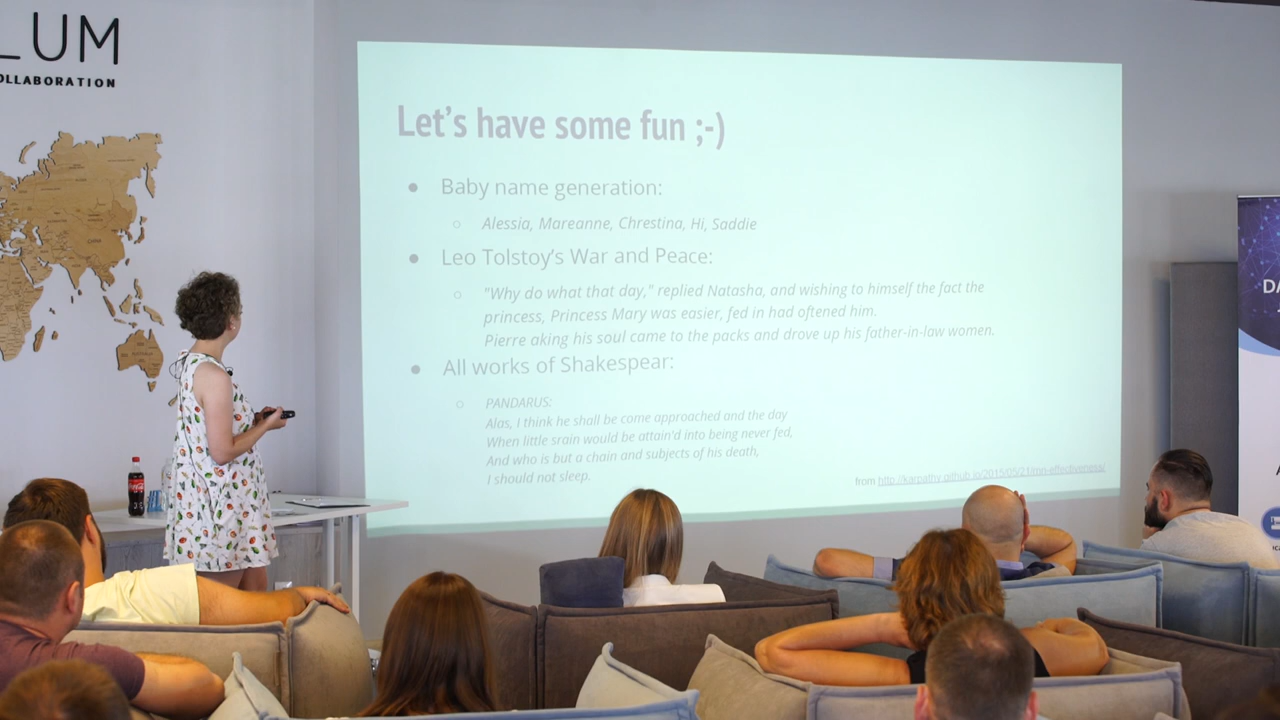 LUM
OLLABORATION
Let's have some fun ;-)
Baby name generation:
Alessia, Mareanne, Chrestina, Hi, Saddie
Leo Tolstoy's War and Peace:
"Why do what that day," replied Natasha, and wishing to himself the fact the
princess, Princess Mary was easier, fed in had oftened him.
Pierre aking his soul came to the packs and drove up his father-in-law women.
All works of Shakespear:
PANDARUS:
Alas, I think he shall be come approached and the day
When little srain would be attain'd into being never fed,
And who is but a chain and subjects of his death,
I should not sleep.
from http://karpathy.github.io/2015/05/21/rnn-effectiveness/
DA